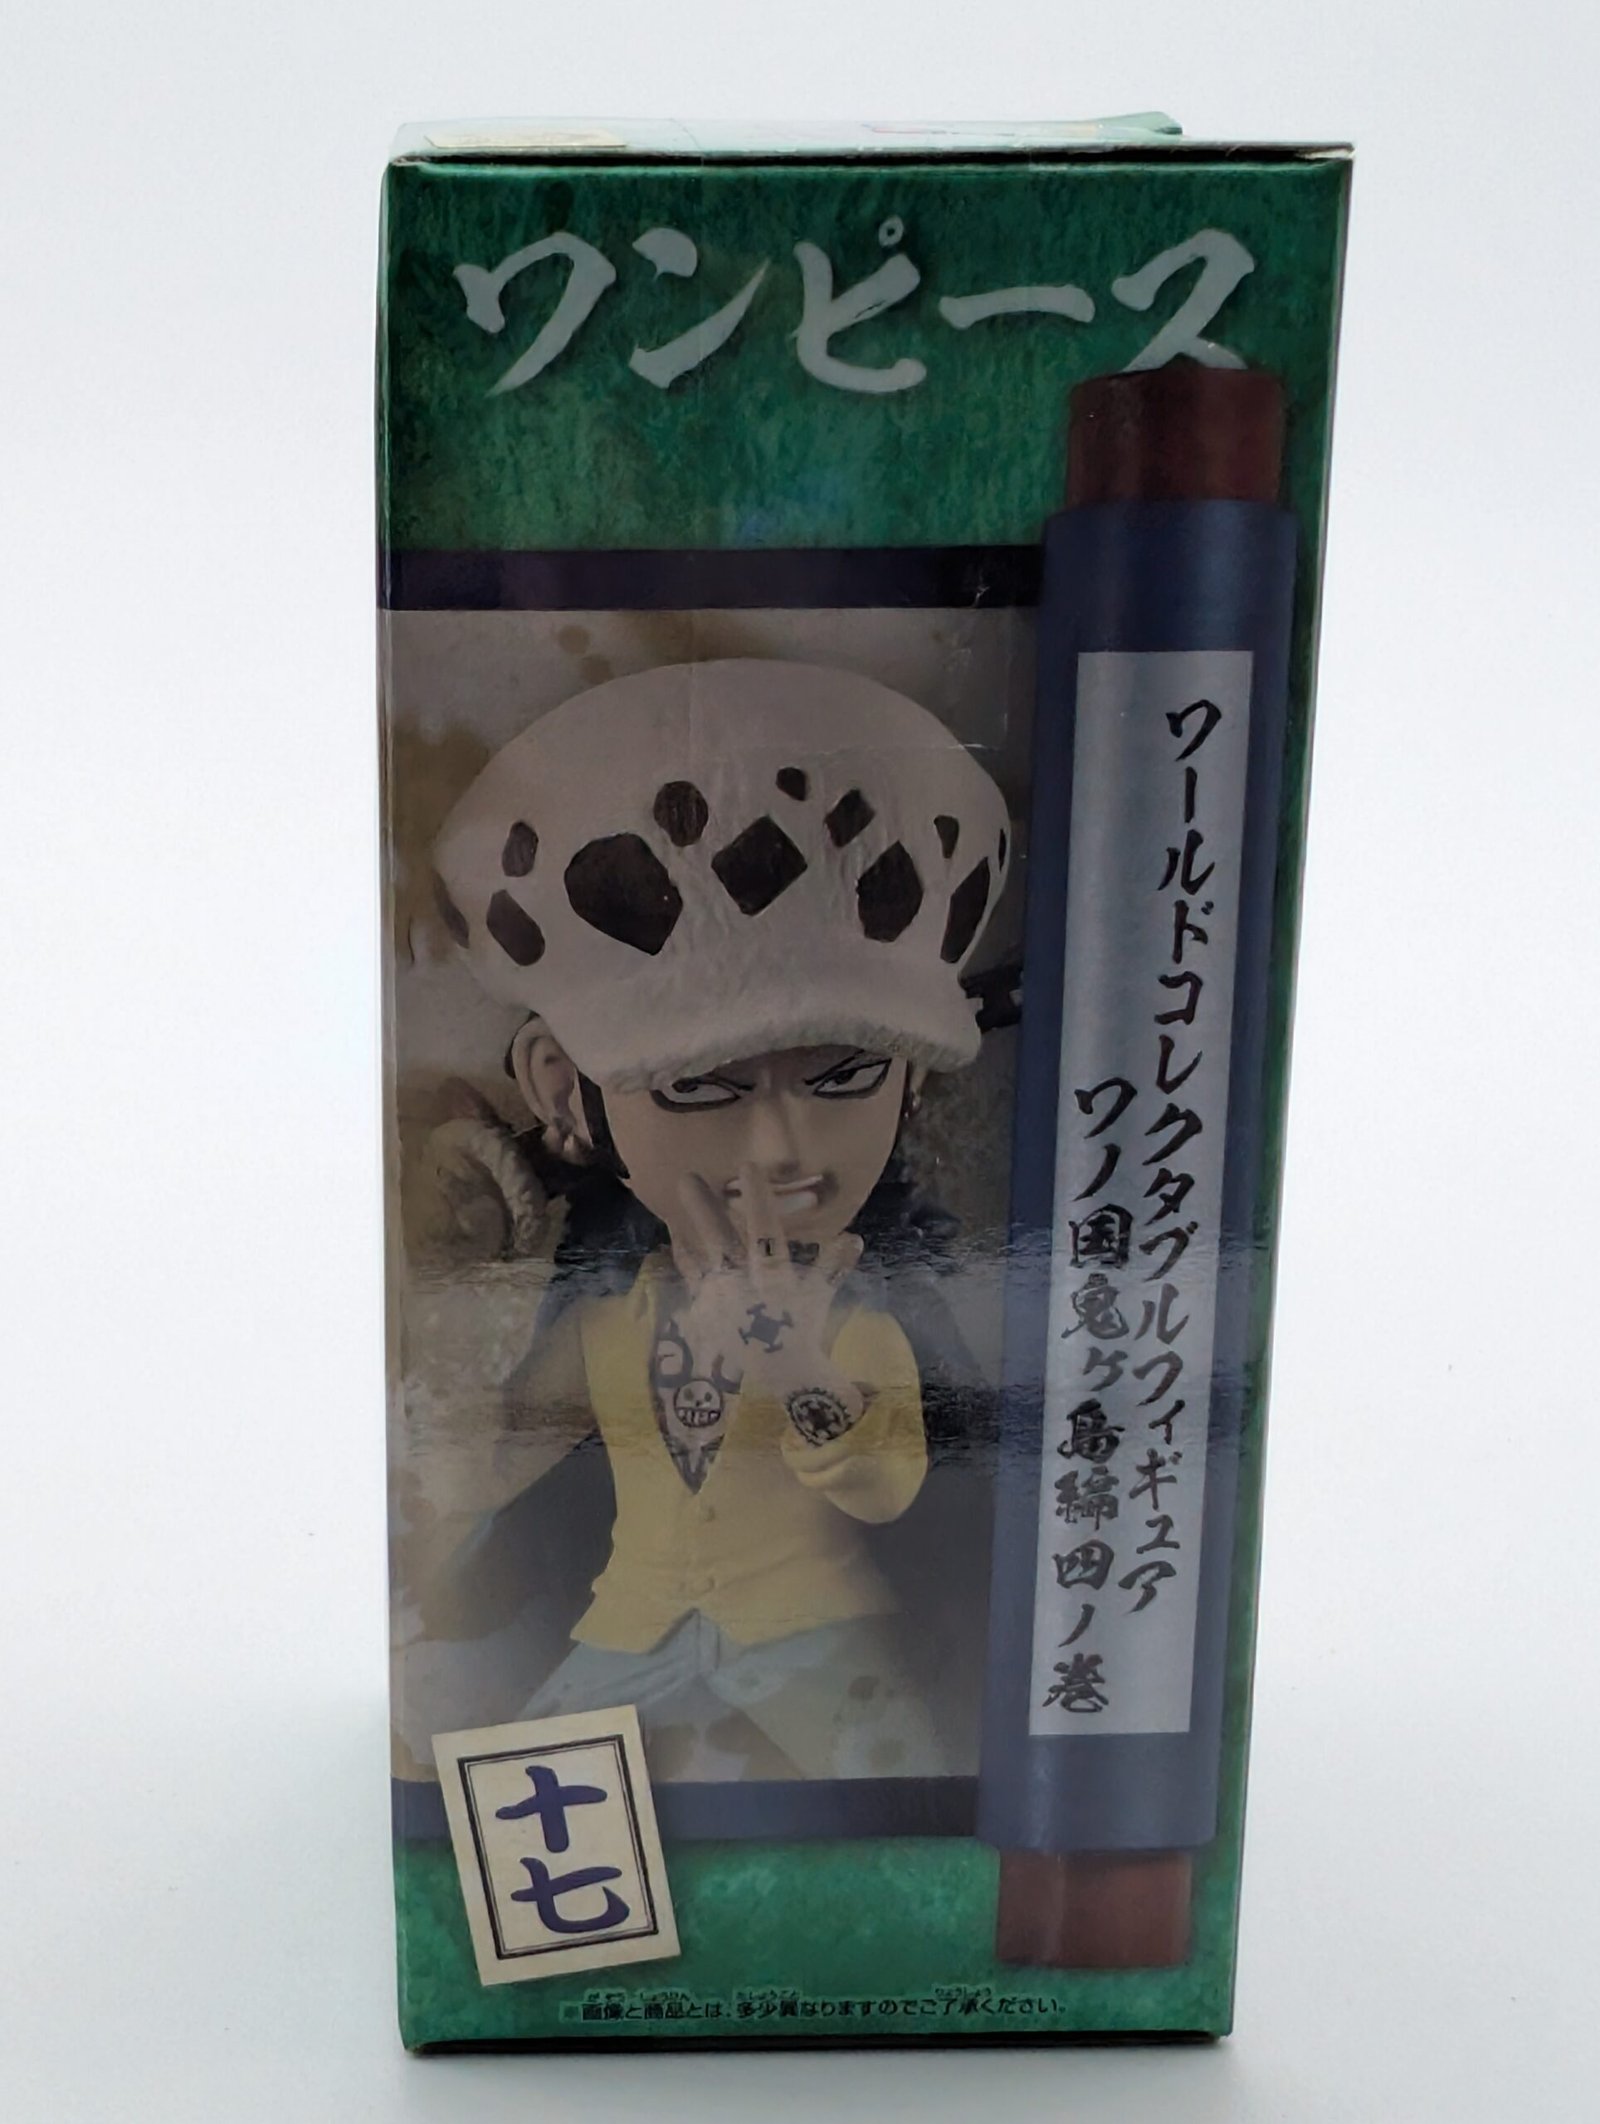 ワンピース
ワールドコレクタブルフィギュア
ワノ国鬼ヶ島編四ノ巻
十七
※画像と商品とは、多少異なりますのでご了承ください。